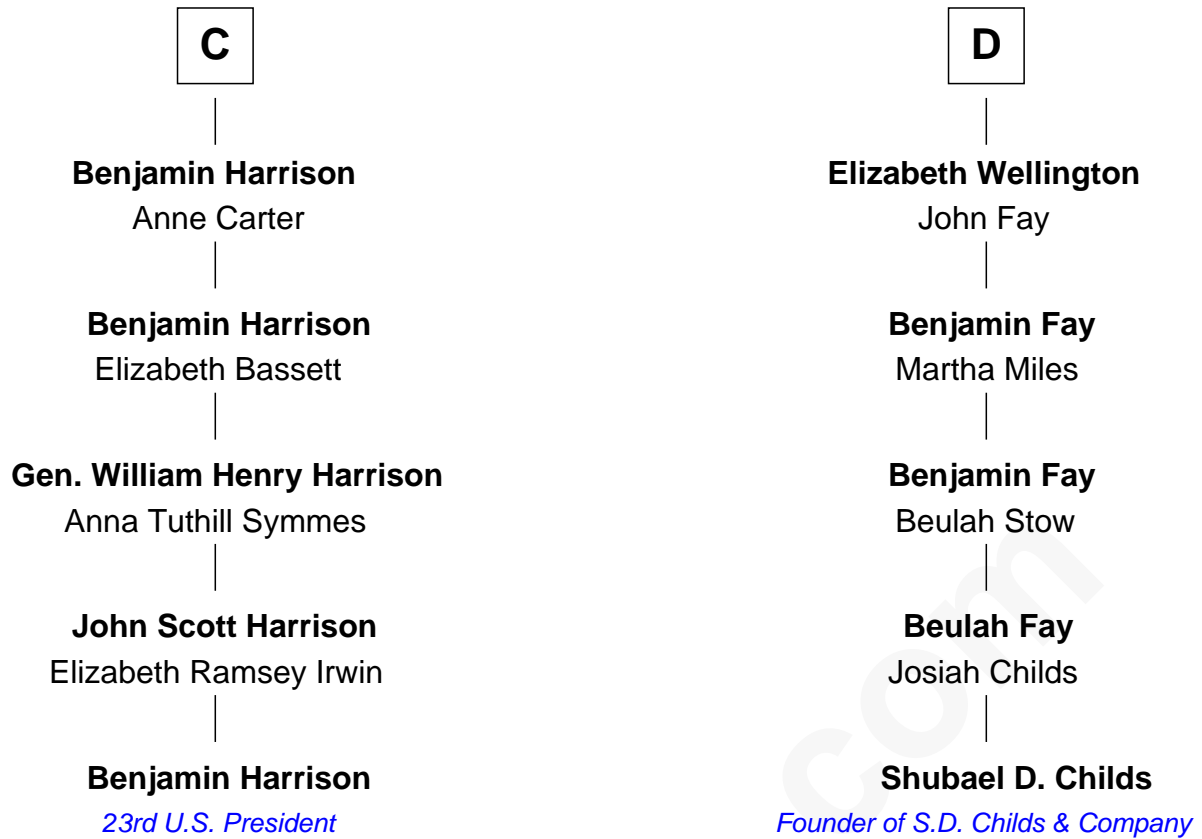 C
Benjamin Harrison
Anne Carter
Benjamin Harrison
Elizabeth Bassett
Gen. William Henry Harrison
Anna Tuthill Symmes
John Scott Harrison
Elizabeth Ramsey Irwin
Benjamin Harrison
23rd U.S. President
D
Elizabeth Wellington
John Fay
Benjamin Fay
Martha Miles
Benjamin Fay
Beulah Stow
Beulah Fay
Josiah Childs
Shubael D. Childs
Founder of S.D. Childs & Company
com